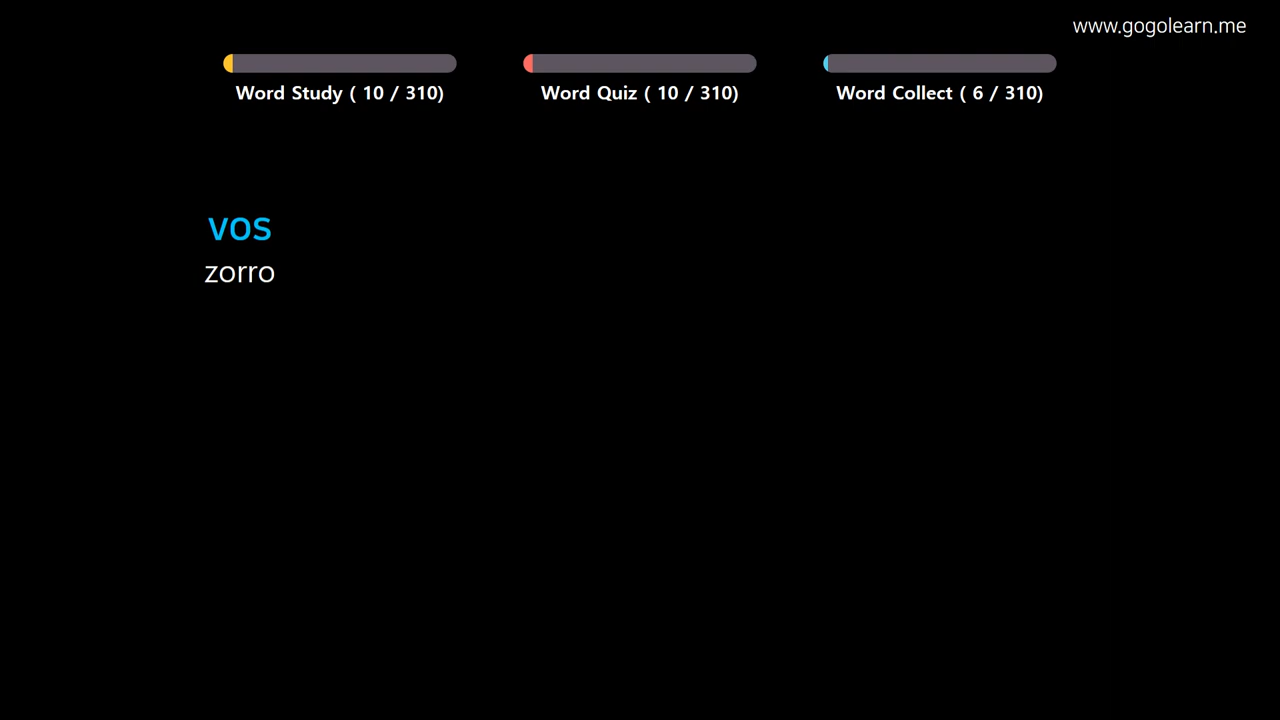 www.gogolearn.me
Word Study ( 10 / 310)
Word Quiz ( 10 / 310)
Word Collect ( 6 / 310)
vos
zorro